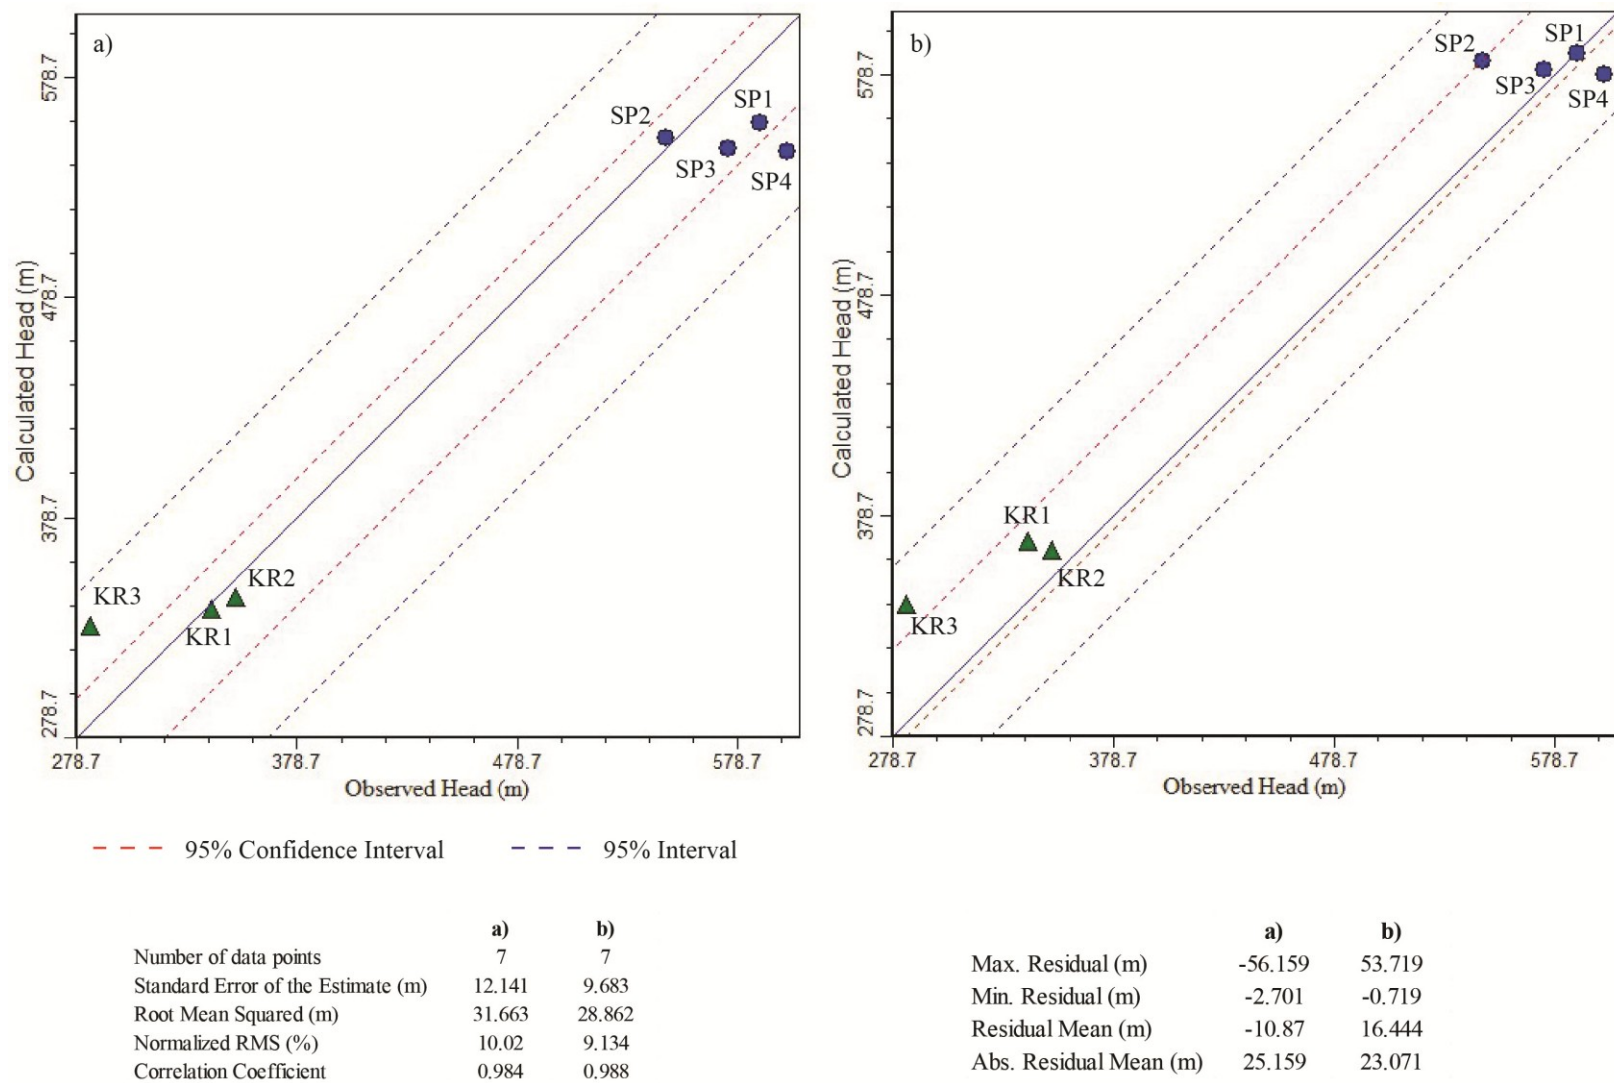 a)
578.7
478.7
378.7
278.7
Calculated Head (m)
SP1
SP2
SP3
SP4
KR3
KR2
KR1
278.7 378.7 478.7 578.7
Observed Head (m)
b)
578.7
478.7
378.7
278.7
Calculated Head (m)
SP1
SP2
SP3
SP4
KR1
KR2
KR3
278.7 378.7 478.7 578.7
Observed Head (m)
95% Confidence Interval 95% Interval
a) b)
Number of data points 7 7
Standard Error of the Estimate (m) 12.141 9.683
Root Mean Squared (m) 31.663 28.862
Normalized RMS (%) 10.02 9.134
Correlation Coefficient 0.984 0.988
a) b)
Max. Residual (m) -56.159 53.719
Min. Residual (m) -2.701 -0.719
Residual Mean (m) -10.87 16.444
Abs. Residual Mean (m) 25.159 23.071